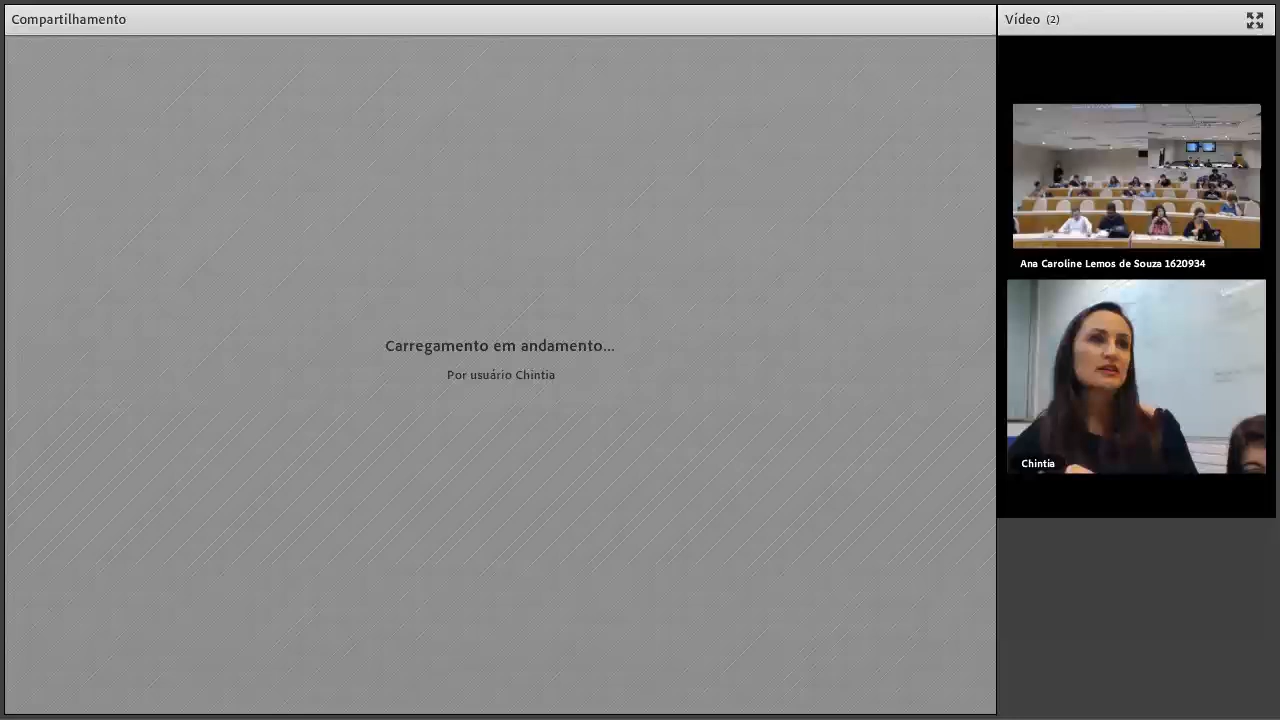 Compartilhamento
Vídeo (2)
Ana Caroline Lemos de Souza 1620934
Carregamento em andamento...
Por usuário Chintia
Chintia